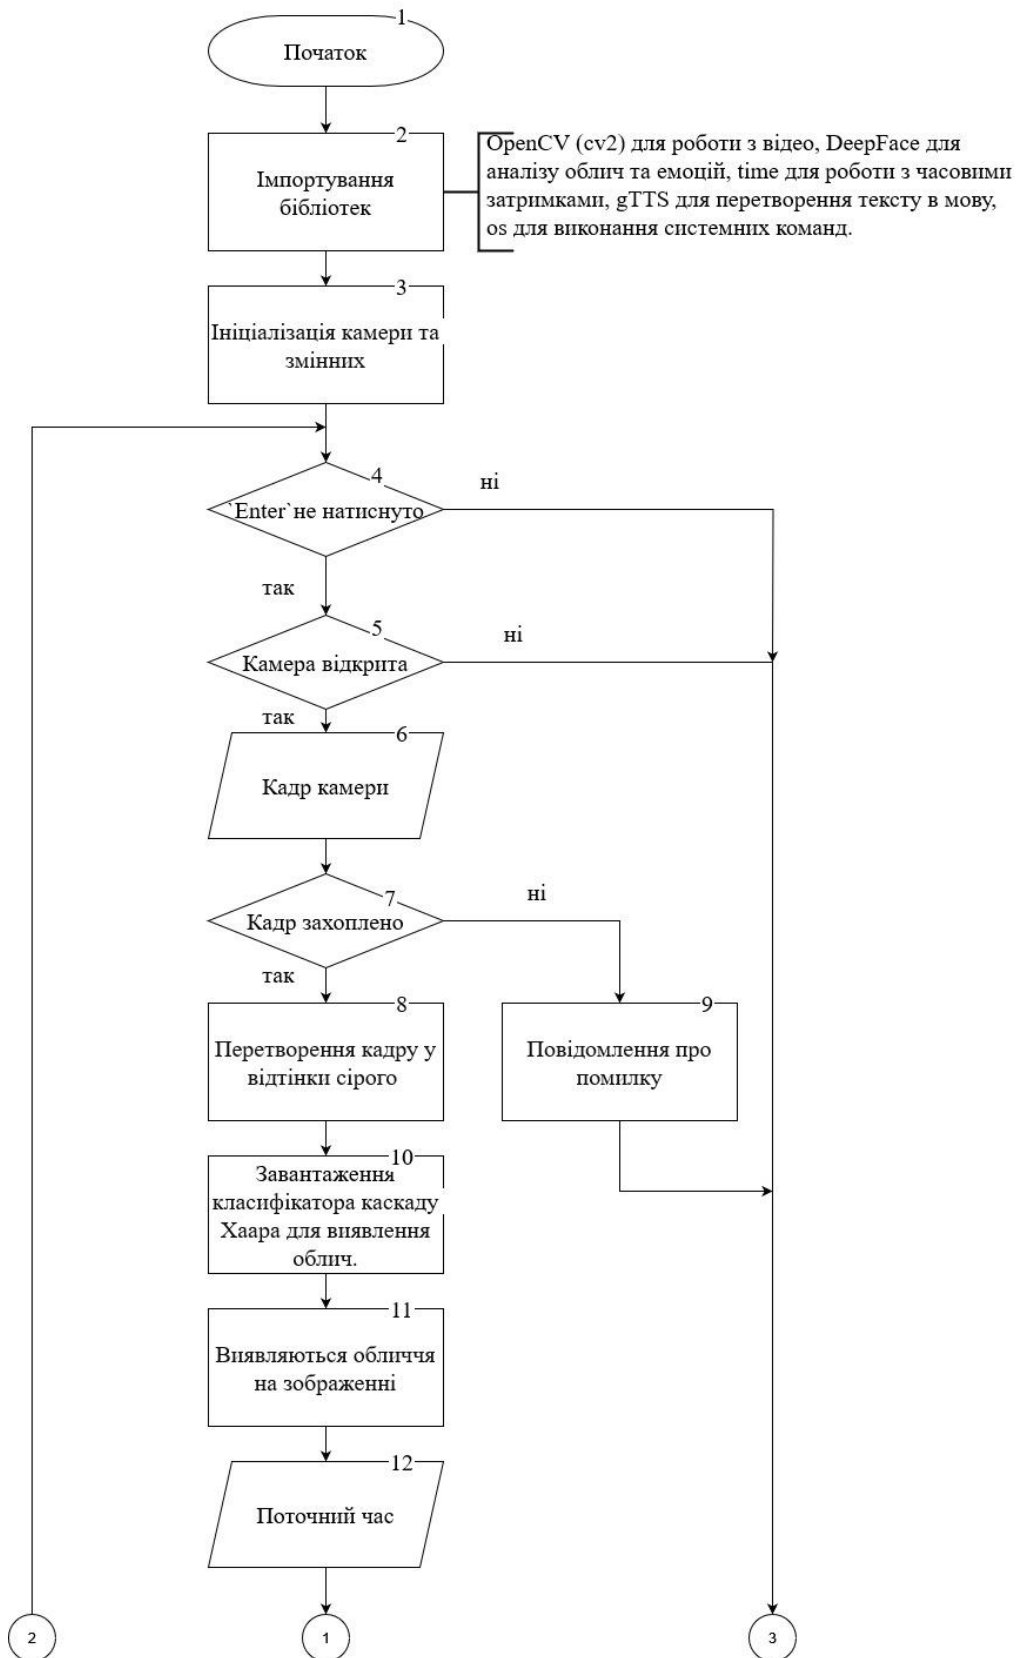 1
Початок
2
Імпортування
бібліотек
OpenCV (cv2) для роботи з відео, DeepFace для
аналізу облич та емоцій, time для роботи з часовими
затримками, gTTS для перетворення тексту в мову,
os для виконання системних команд.
3
Ініціалізація камери та
змінних
4
ні
`Enter`не натиснуто
так
5
ні
Камера відкрита
так
6
Кадр камери
7
ні
Кадр захоплено
так
8
Перетворення кадру у
відтінки сірого
9
Повідомлення про
помилку
10
Завантаження
класифікатора каскаду
Хаара для виявлення
облич.
11
Виявляються обличчя
на зображенні
12
Поточний час
2
1
3